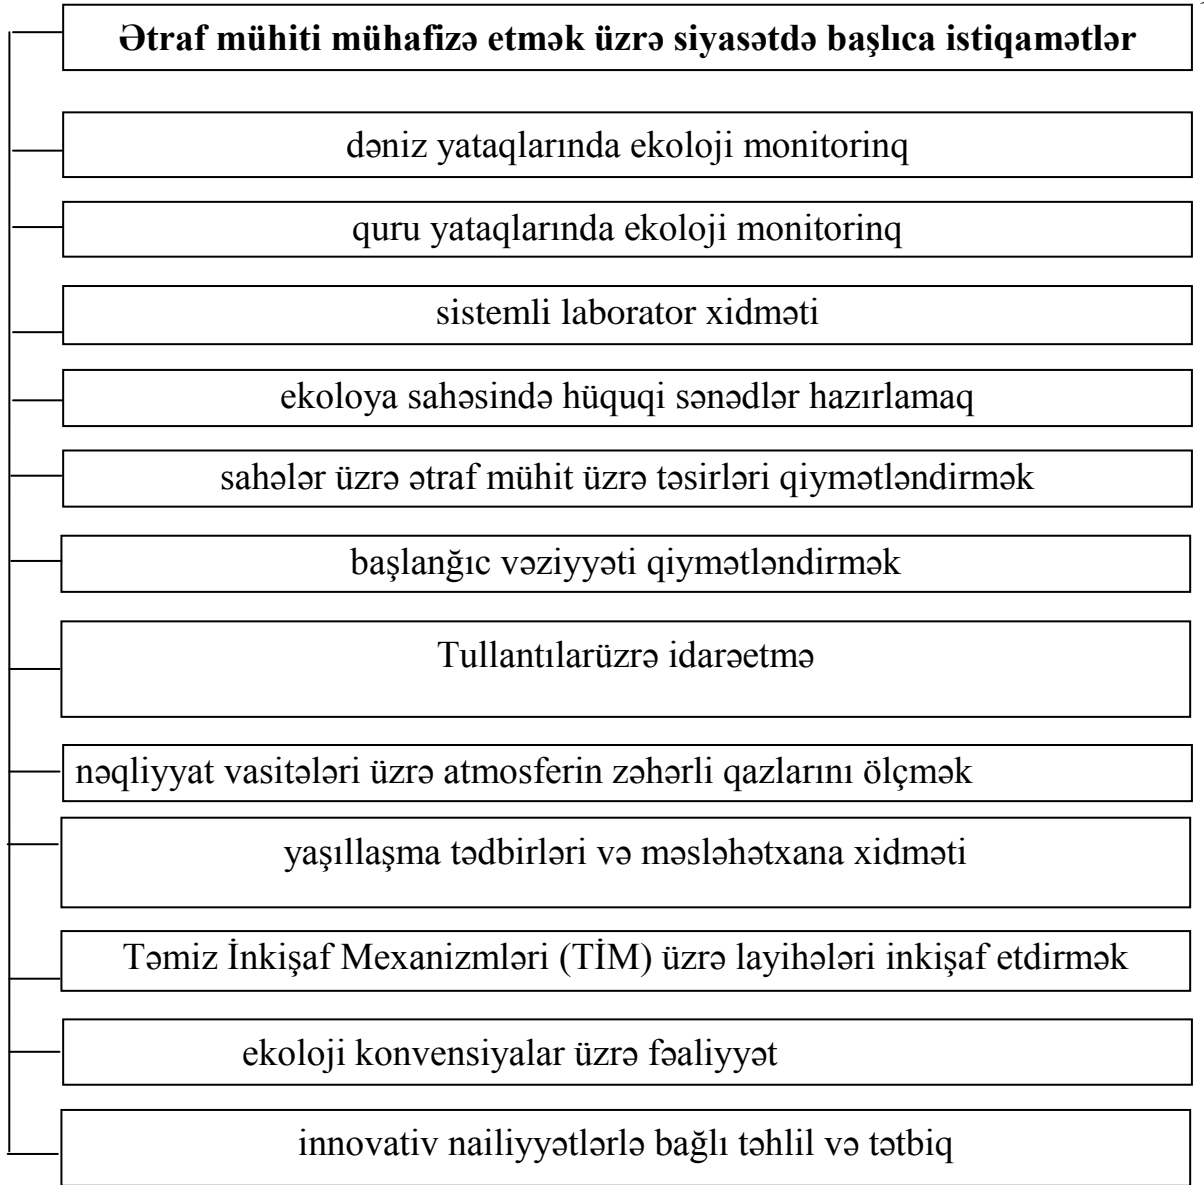 Ətraf mühiti mühafizə etmək üzrə siyasətdə başlıca istiqamətlər
dəniz yataqlarında ekoloji monitorinq
quru yataqlarında ekoloji monitorinq
sistemli laborator xidməti
ekoloya sahəsində hüquqi sənədlər hazırlamaq
sahələr üzrə ətraf mühit üzrə təsirləri qiymətləndirmək
başlanğıc vəziyyəti qiymətləndirmək
Tullantılarüzrə idarəetmə
nəqliyyat vasitələri üzrə atmosferin zəhərli qazlarını ölçmək
yaşıllaşma tədbirləri və məsləhətxana xidməti
Təmiz İnkişaf Mexanizmləri (TİM) üzrə layihələri inkişaf etdirmək
ekoloji konvensiyalar üzrə fəaliyyət
innovativ nailiyyətlərlə bağlı təhlil və tətbiq